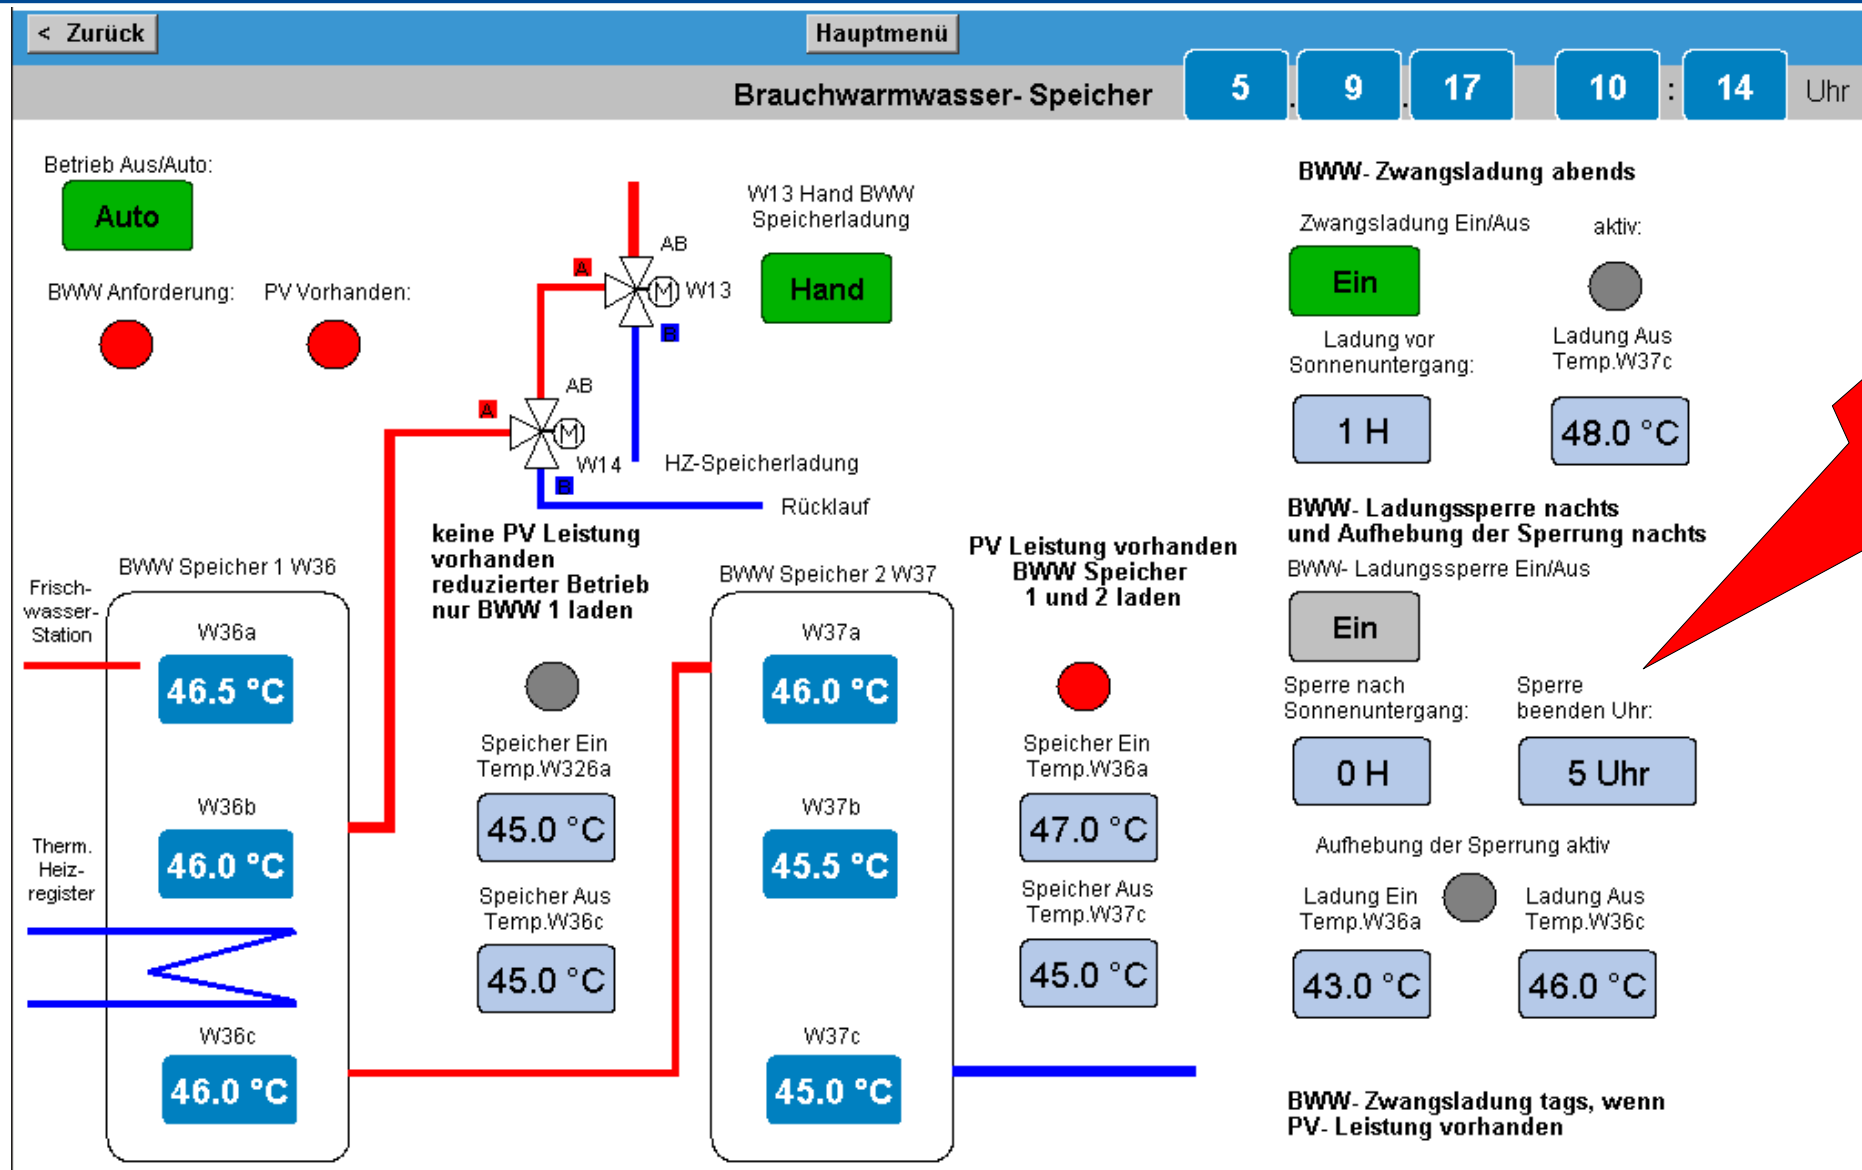 < Zurück
Hauptmenü
Brauchwarmwasser- Speicher
5 . 9 . 17 10 : 14 Uhr
Betrieb Aus/Auto:
Auto
BWW Anforderung:
PV Vorhanden:
AB
A
M
W13
B
W13 Hand BWW
Speicherladung
Hand
AB
A
M
W14
B
HZ-Speicherladung
Rücklauf
keine PV Leistung
vorhanden
reduzierter Betrieb
nur BWW 1 laden
Speicher Ein
Temp.W326a
45.0 °C
Speicher Aus
Temp.W36c
45.0 °C
Frisch-
wasser-
Station
Therm.
Heiz-
register
BWW Speicher 1 W36
W36a
46.5 °C
W36b
46.0 °C
W36c
46.0 °C
BWW Speicher 2 W37
W37a
46.0 °C
W37b
45.5 °C
W37c
45.0 °C
PV Leistung vorhanden
BWW Speicher
1 und 2 laden
Speicher Ein
Temp.W36a
47.0 °C
Speicher Aus
Temp.W37c
45.0 °C
BWW- Zwangsladung abends
Zwangsladung Ein/Aus
Ein
aktiv:
Ladung vor
Sonnenuntergang:
1 H
Ladung Aus
Temp.W37c
48.0 °C
BWW- Ladungssperre nachts
und Aufhebung der Sperrung nachts
BWW- Ladungssperre Ein/Aus
Ein
Sperre nach
Sonnenuntergang:
0 H
Sperre
beenden Uhr:
5 Uhr
Aufhebung der Sperrung aktiv
Ladung Ein
Temp.W36a
43.0 °C
Ladung Aus
Temp.W36c
46.0 °C
BWW- Zwangsladung tags, wenn
PV- Leistung vorhanden